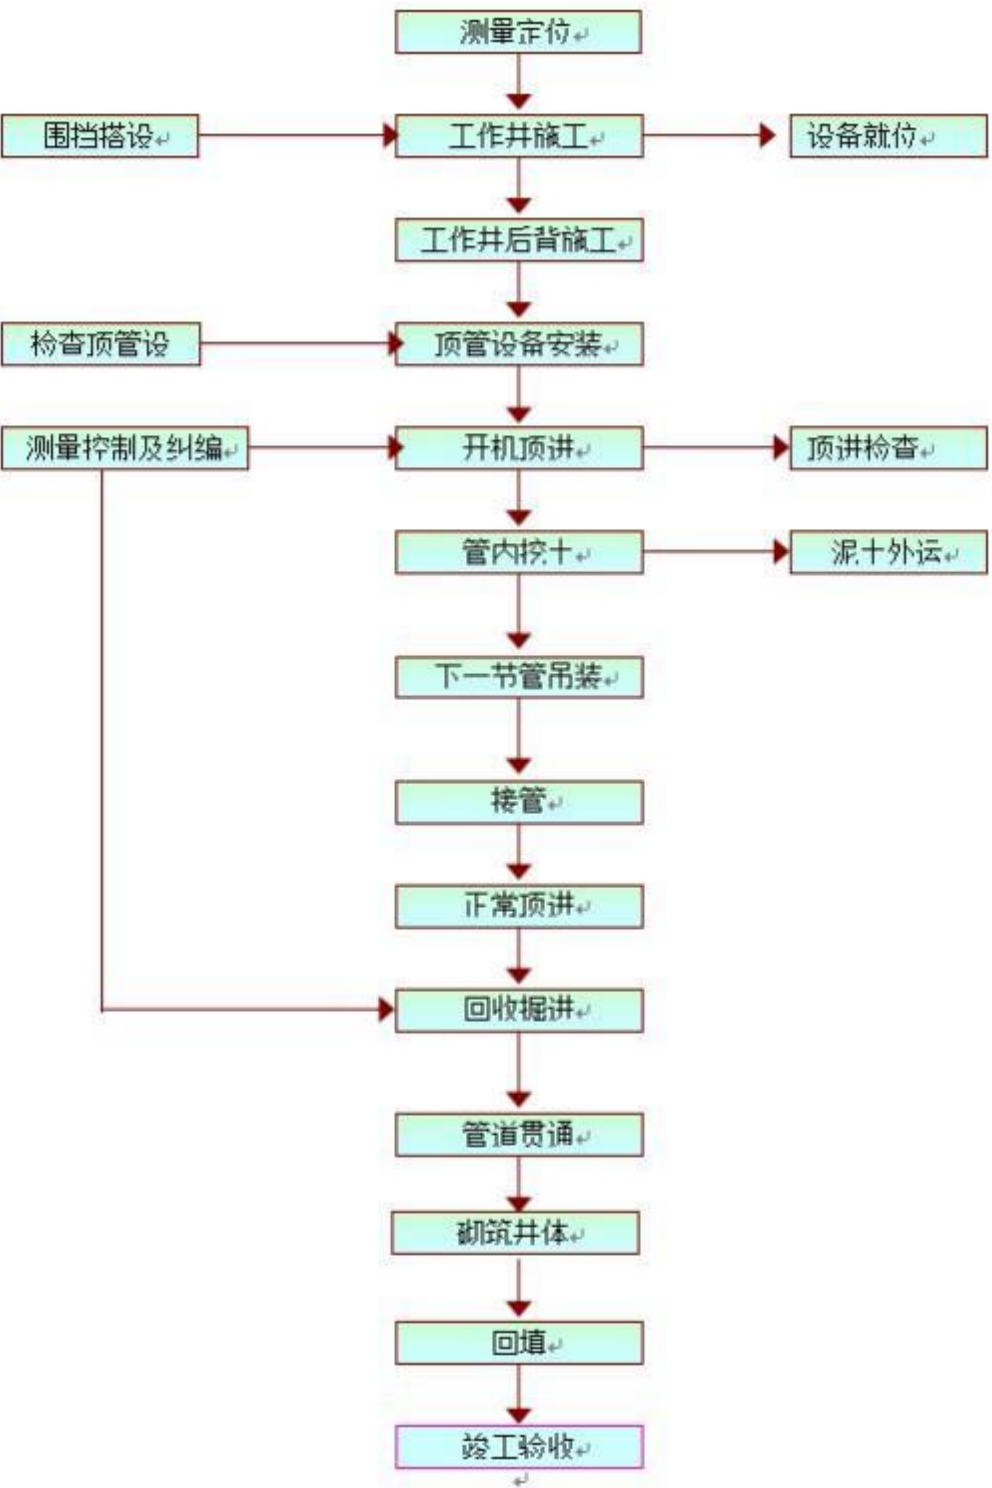 测量定位
围挡搭设
工作井施工
设备就位
工作井后背施工
检查顶管设
顶管设备安装
测量控制及纠编
开机顶进
顶进检查
管内挖土
泥土外运
下一节管吊装
接管
正常顶进
回收掘进
管道贯通
砌筑井体
回填
竣工验收